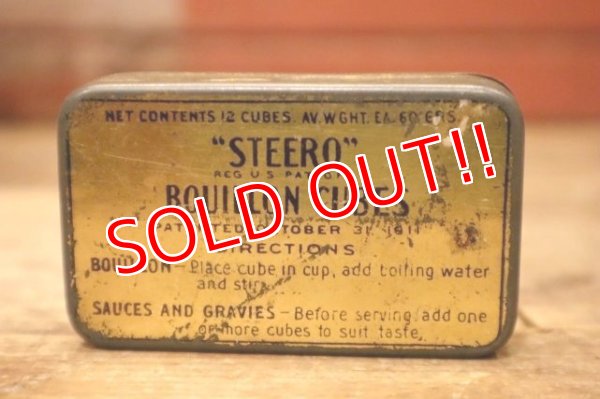 NET CONTENTS 12 CUBES. AV. WGHT. EA. 60 GRS.
"STEERO"
REG U S PAT
BOUILLON CUBES
PATENTED OCTOBER 31, 1911
DIRECTIONS
BOUILLON - Place cube in cup, add boiling water
and stir.
SAUCES AND GRAVIES - Before serving add one
or more cubes to suit taste.
SOLD OUT!!